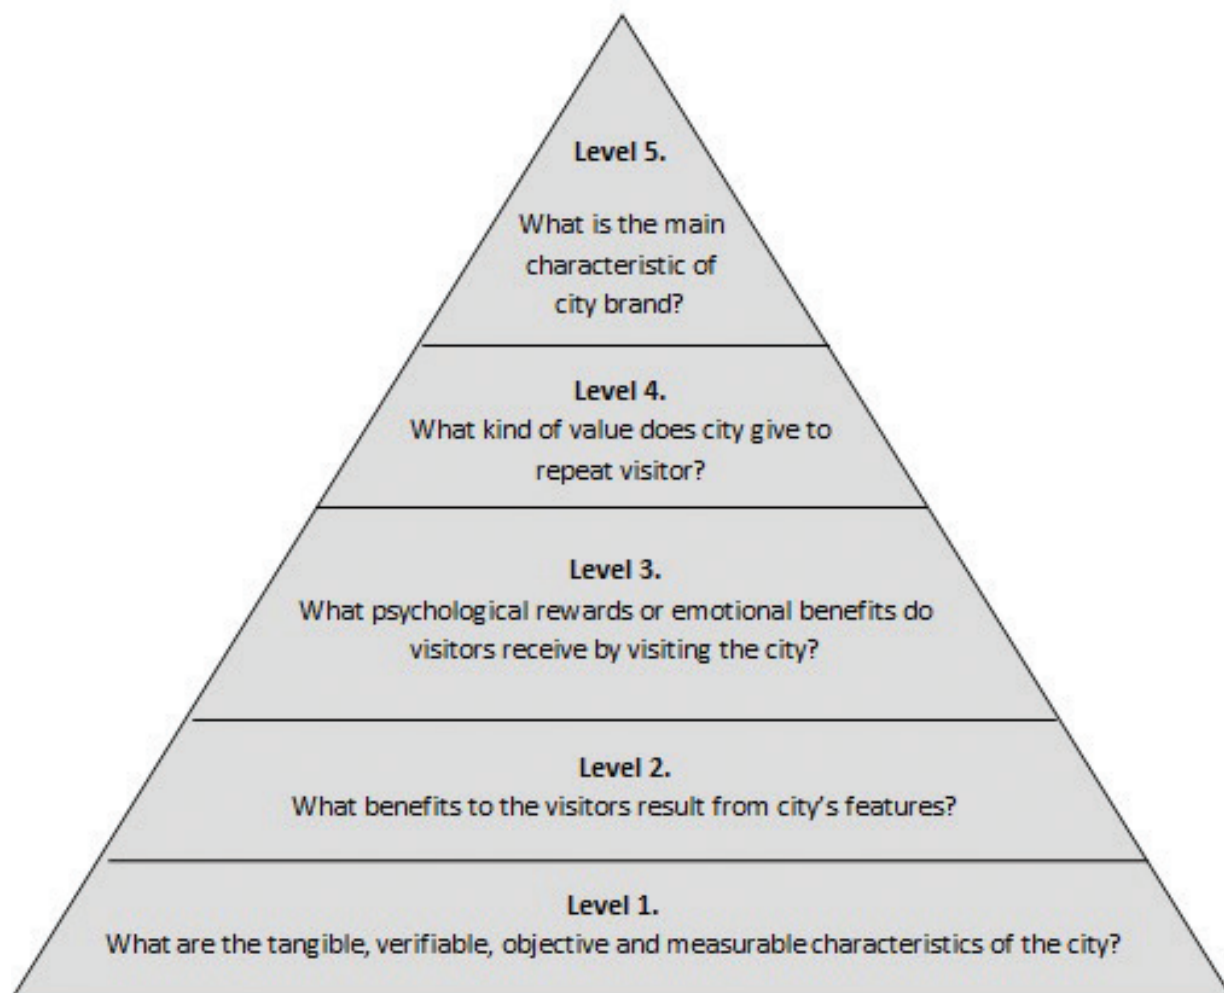 Level 5.
What is the main
characteristic of
city brand?
Level 4.
What kind of value does city give to
repeat visitor?
Level 3.
What psychological rewards or emotional benefits do
visitors receive by visiting the city?
Level 2.
What benefits to the visitors result from city’s features?
Level 1.
What are the tangible, verifiable, objective and measurable characteristics of the city?